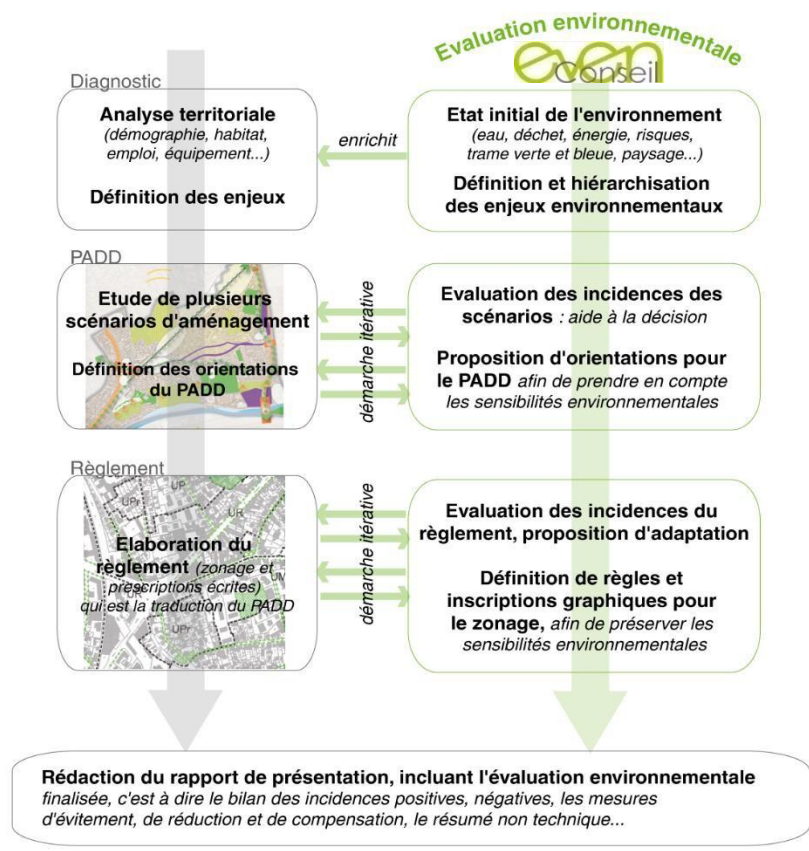 Evaluation environnementale
even
Conseil
Diagnostic
Analyse territoriale
(démographie, habitat,
emploi, équipement...)
Définition des enjeux
enrichit
Etat initial de l'environnement
(eau, déchet, énergie, risques,
trame verte et bleue, paysage...)
Définition et hiérarchisation
des enjeux environnementaux
PADD
Etude de plusieurs
scénarios d'aménagement
Définition des orientations
du PADD
démarche itérative
Evaluation des incidences des
scénarios : aide à la décision
Proposition d'orientations pour
le PADD afin de prendre en compte
les sensibilités environnementales
Règlement
UPr
UP
UR
Elaboration du
règlement (zonage et
prescriptions écrites)
UR
UM
qui est la traduction du PADD
UPr
démarche itérative
Evaluation des incidences du
règlement, proposition d'adaptation
Définition de règles et
inscriptions graphiques pour
le zonage, afin de préserver les
sensibilités environnementales
Rédaction du rapport de présentation, incluant l'évaluation environnementale
finalisée, c'est à dire le bilan des incidences positives, négatives, les mesures
d'évitement, de réduction et de compensation, le résumé non technique...